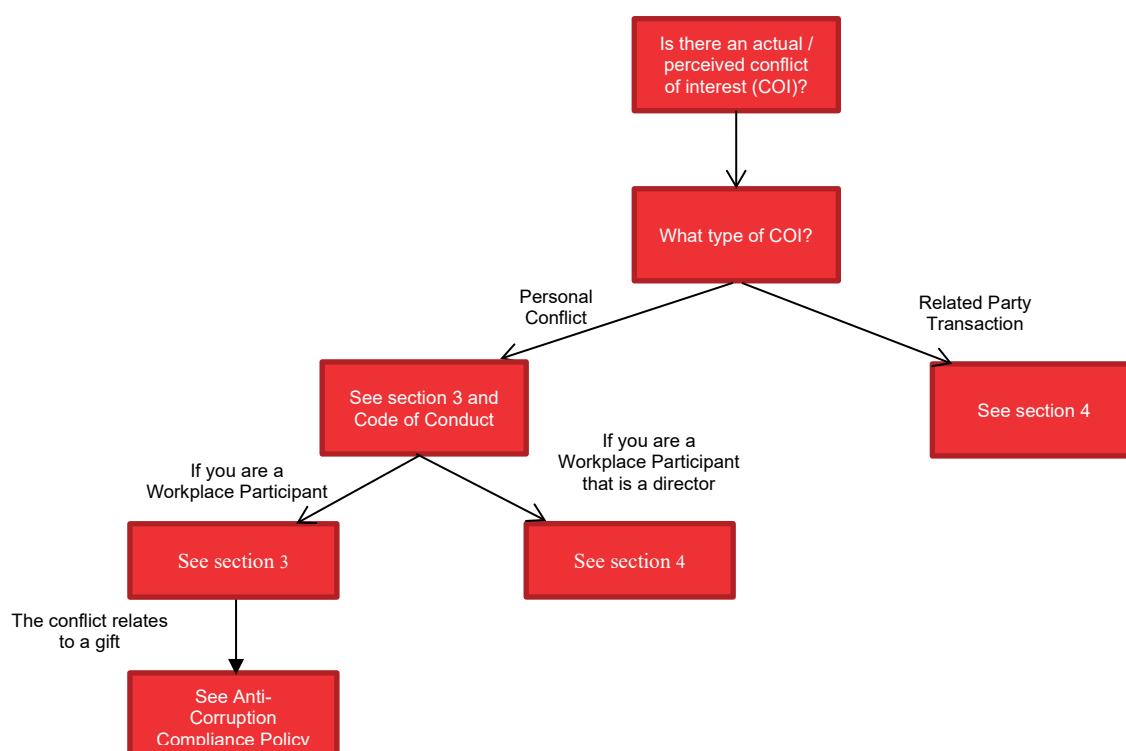 Is there an actual /
perceived conflict
of interest (COI)?
What type of COI?
Personal
Conflict
Related Party
Transaction
See section 3 and
Code of Conduct
See section 4
If you are a
Workplace Participant
If you are a
Workplace Participant
that is a director
See section 3
See section 4
The conflict relates
to a gift
See Anti-
Corruption
Compliance Policy